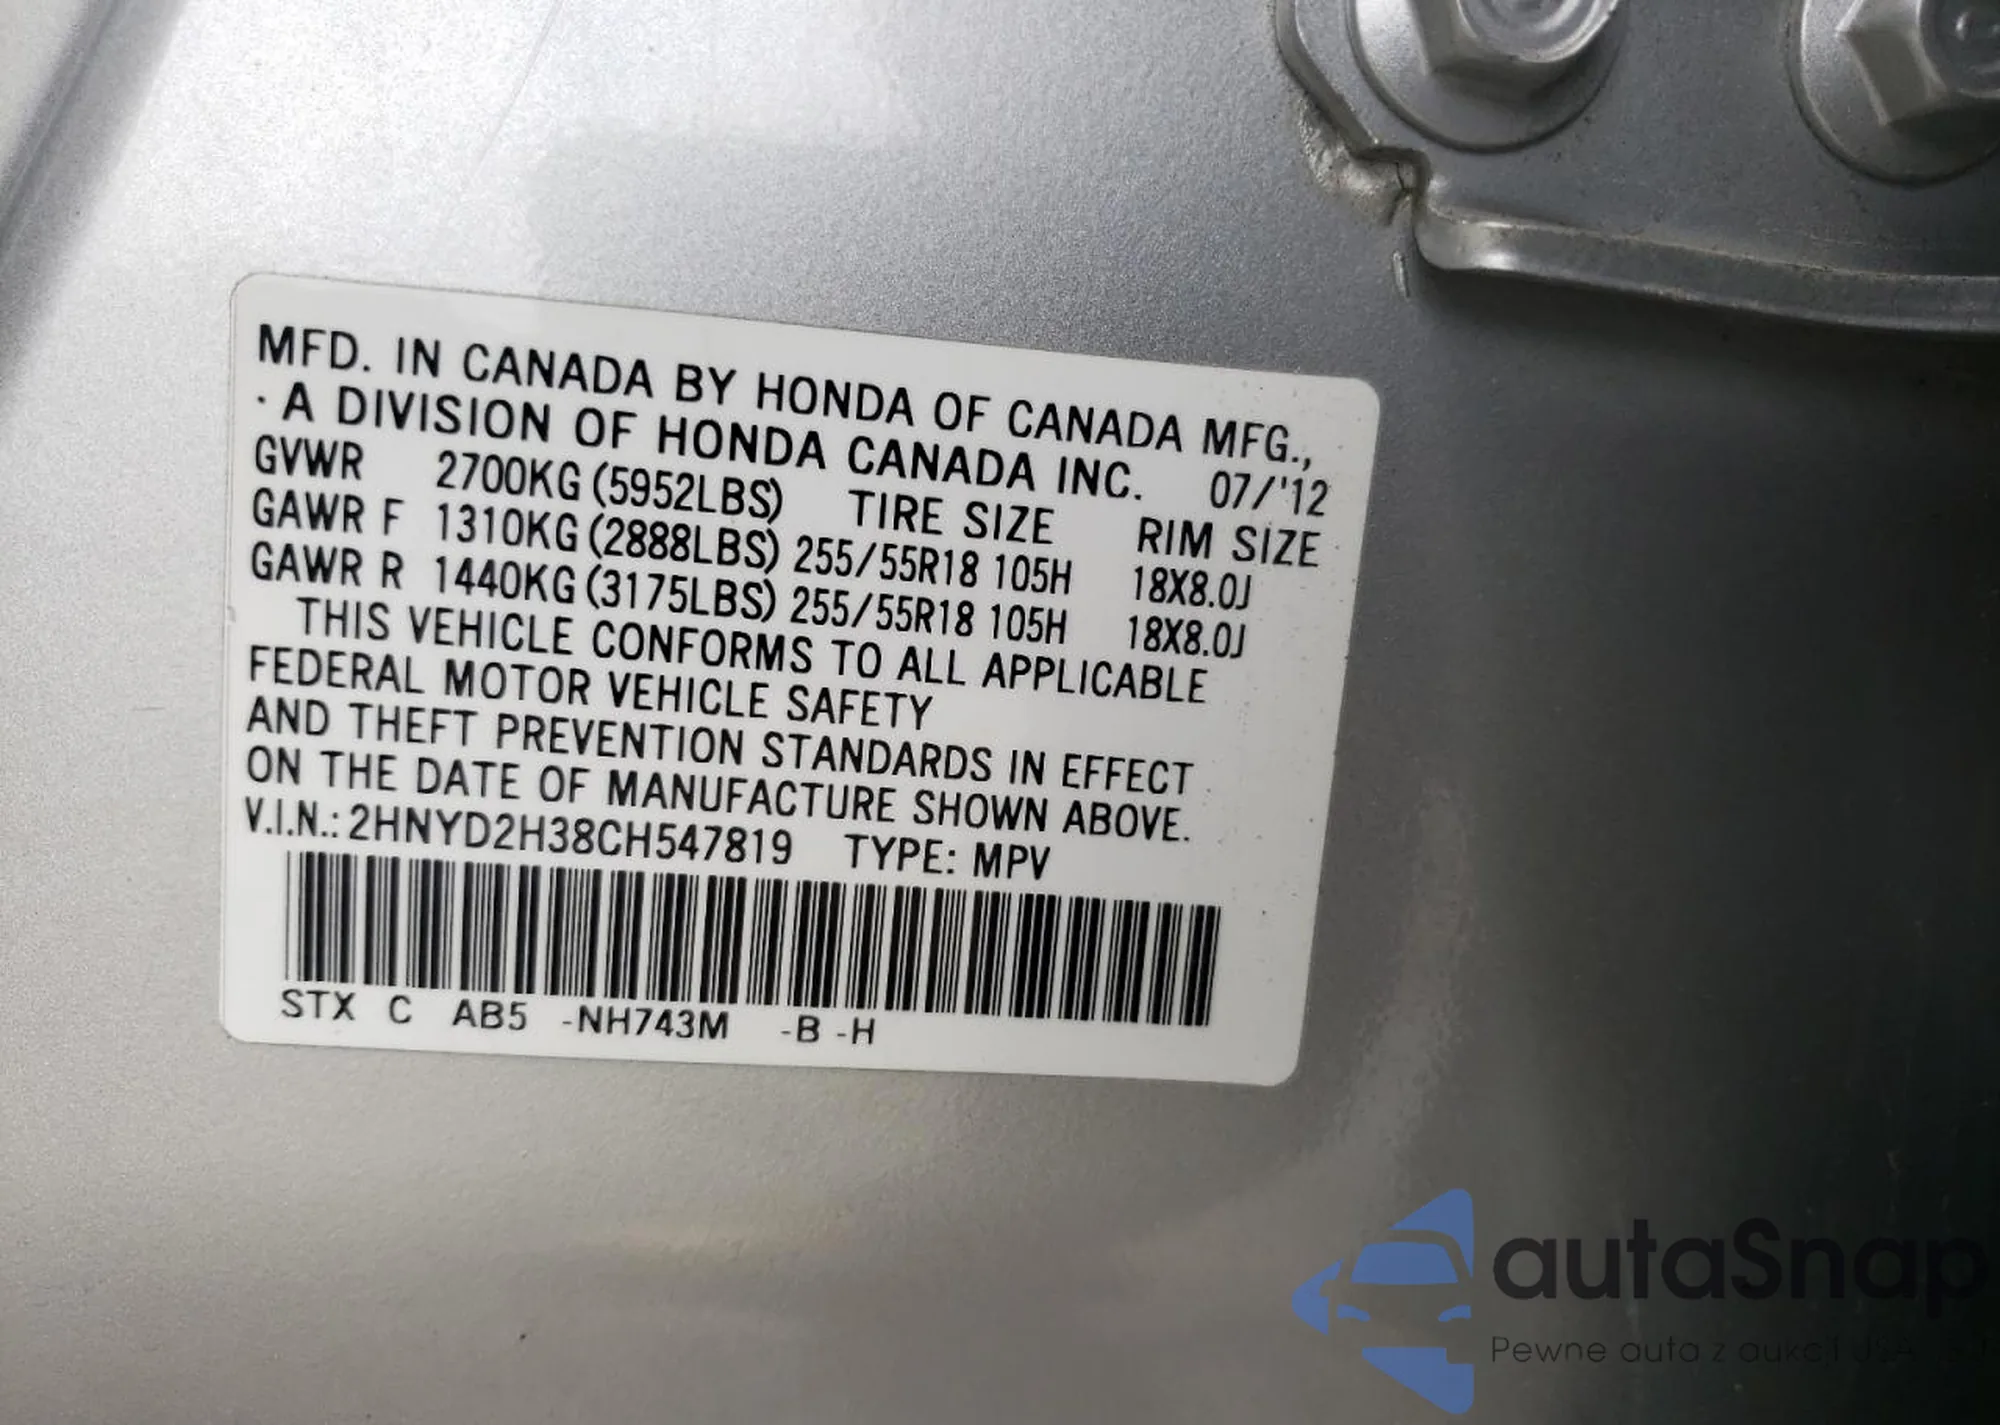 MFD. IN CANADA BY HONDA OF CANADA MFG.,
· A DIVISION OF HONDA CANADA INC. 07/'12
GVWR 2700KG (5952LBS) TIRE SIZE RIM SIZE
GAWR F 1310KG (2888LBS) 255/55R18 105H 18X8.0J
GAWR R 1440KG (3175LBS) 255/55R18 105H 18X8.0J
THIS VEHICLE CONFORMS TO ALL APPLICABLE
FEDERAL MOTOR VEHICLE SAFETY
AND THEFT PREVENTION STANDARDS IN EFFECT
ON THE DATE OF MANUFACTURE SHOWN ABOVE.
V.I.N.: 2HNYD2H38CH547819 TYPE: MPV
STX C AB5 -NH743M -B -H
autaSnap
Pewne auta z aukcji